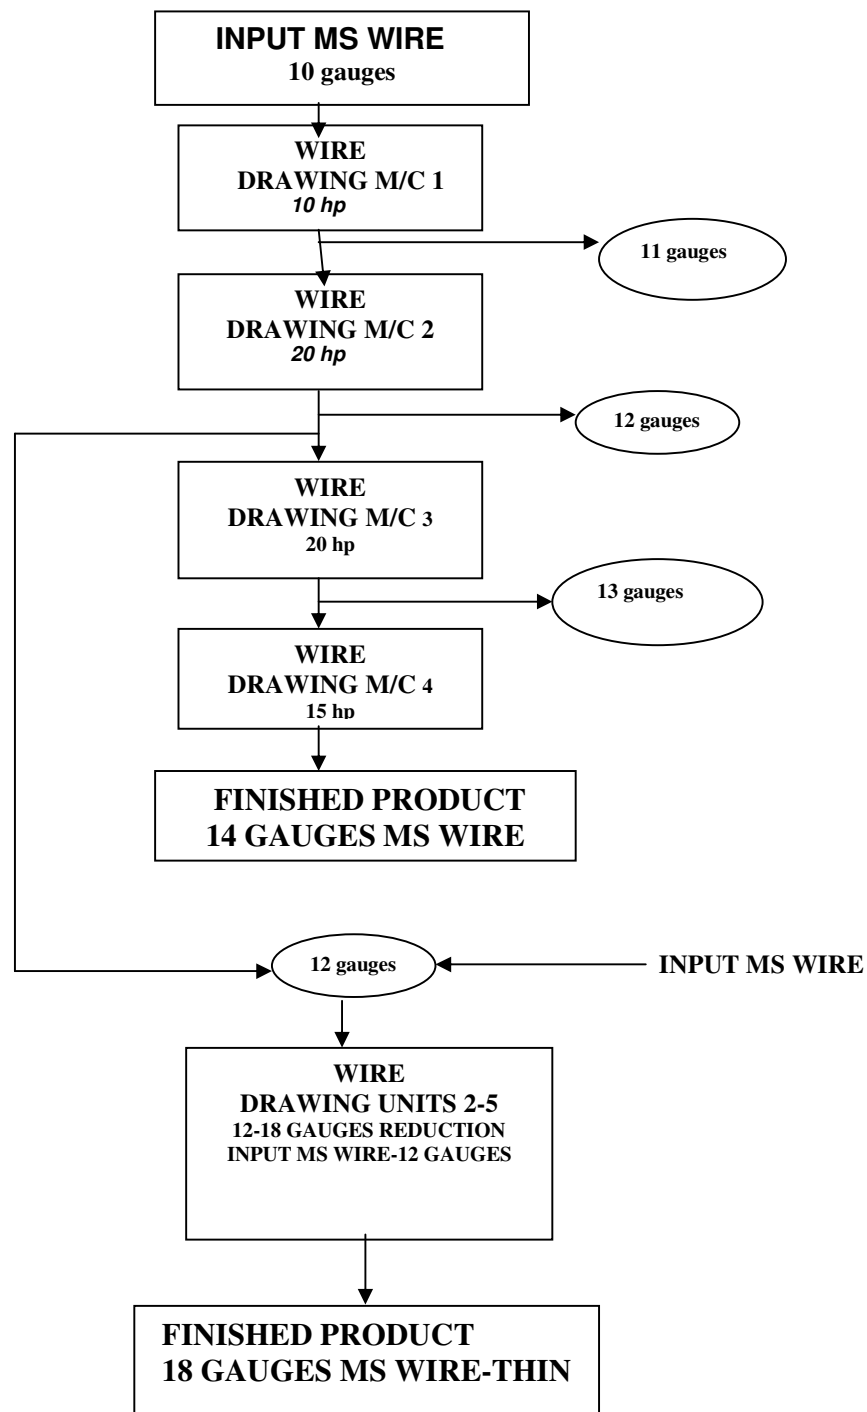 INPUT MS WIRE
10 gauges
WIRE
DRAWING M/C 1
10 hp
11 gauges
WIRE
DRAWING M/C 2
20 hp
12 gauges
WIRE
DRAWING M/C 3
20 hp
13 gauges
WIRE
DRAWING M/C 4
15 hp
FINISHED PRODUCT
14 GAUGES MS WIRE
12 gauges
INPUT MS WIRE
WIRE
DRAWING UNITS 2-5
12-18 GAUGES REDUCTION
INPUT MS WIRE-12 GAUGES
FINISHED PRODUCT
18 GAUGES MS WIRE-THIN